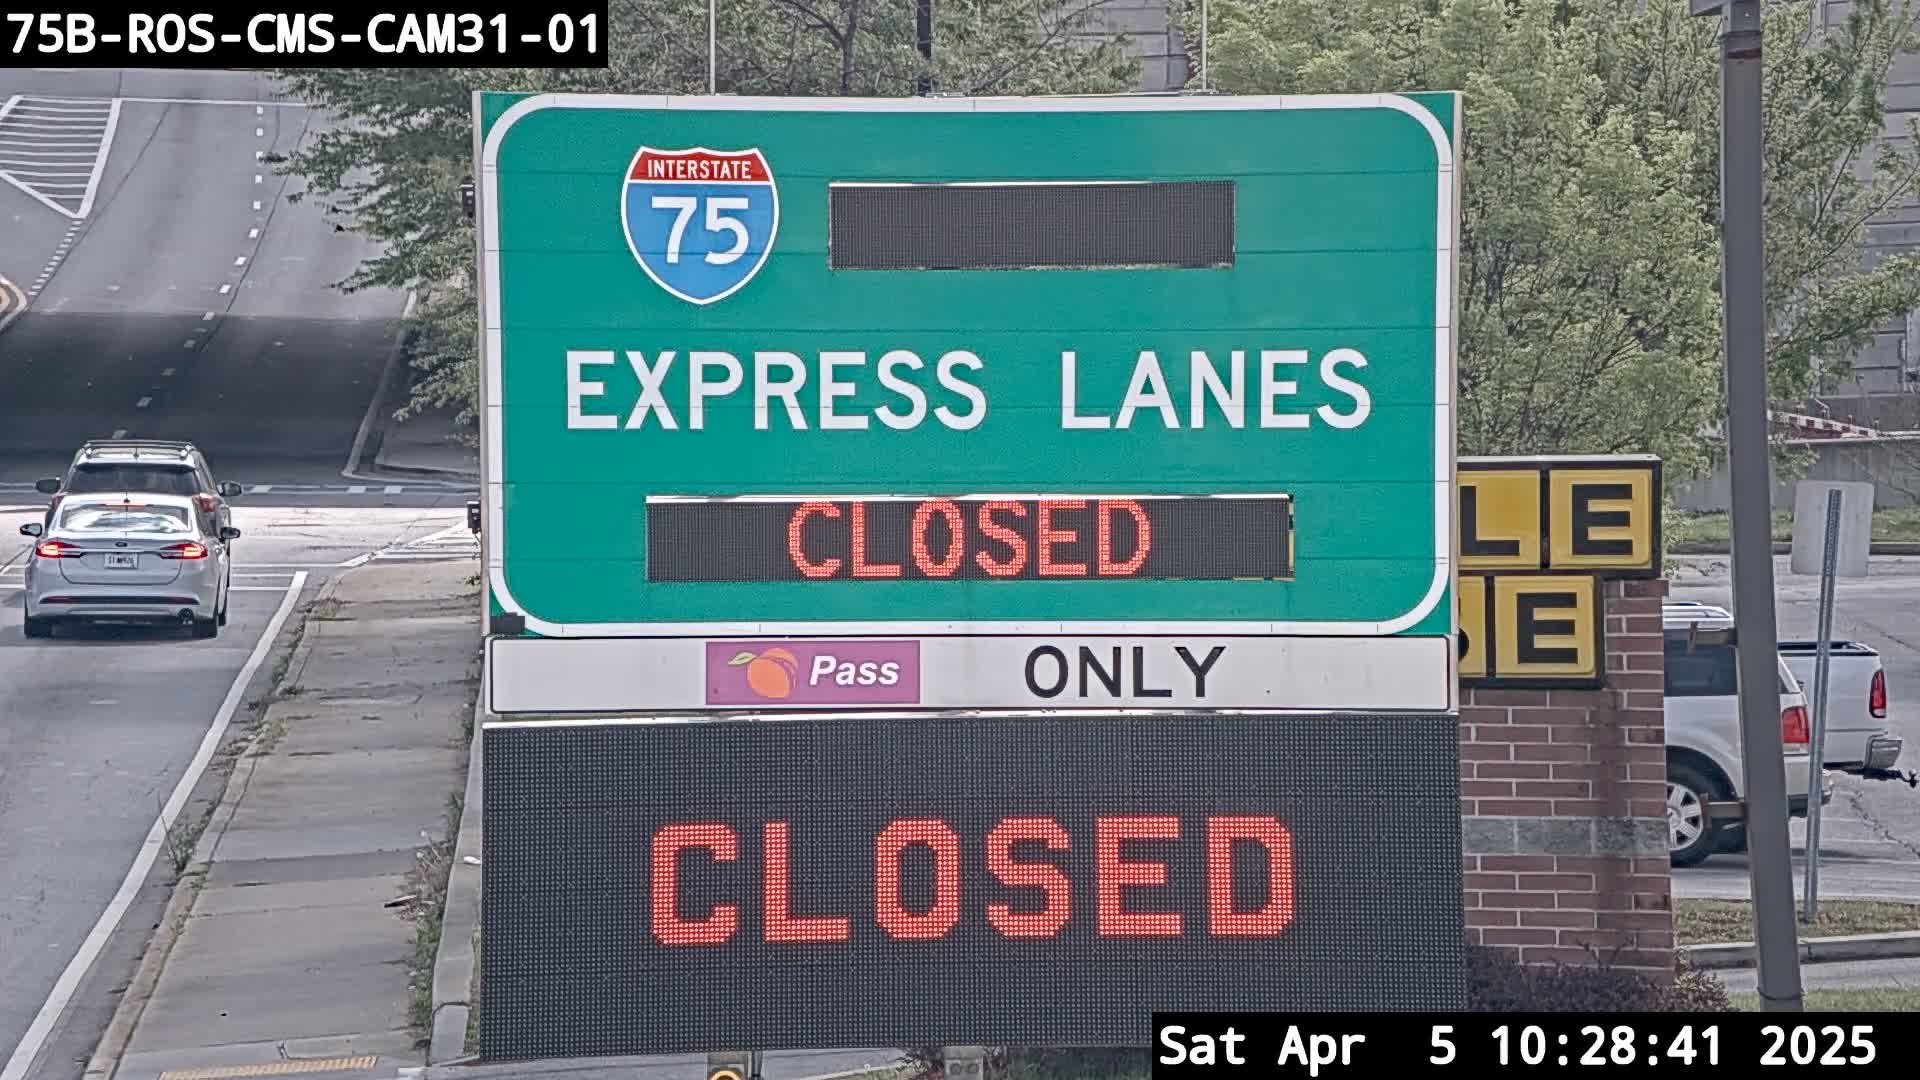 75B-ROS-CMS-CAM31-01
INTERSTATE
75
EXPRESS LANES
CLOSED
LE
E
Pass ONLY
CLOSED
Sat Apr 5 10:28:41 2025